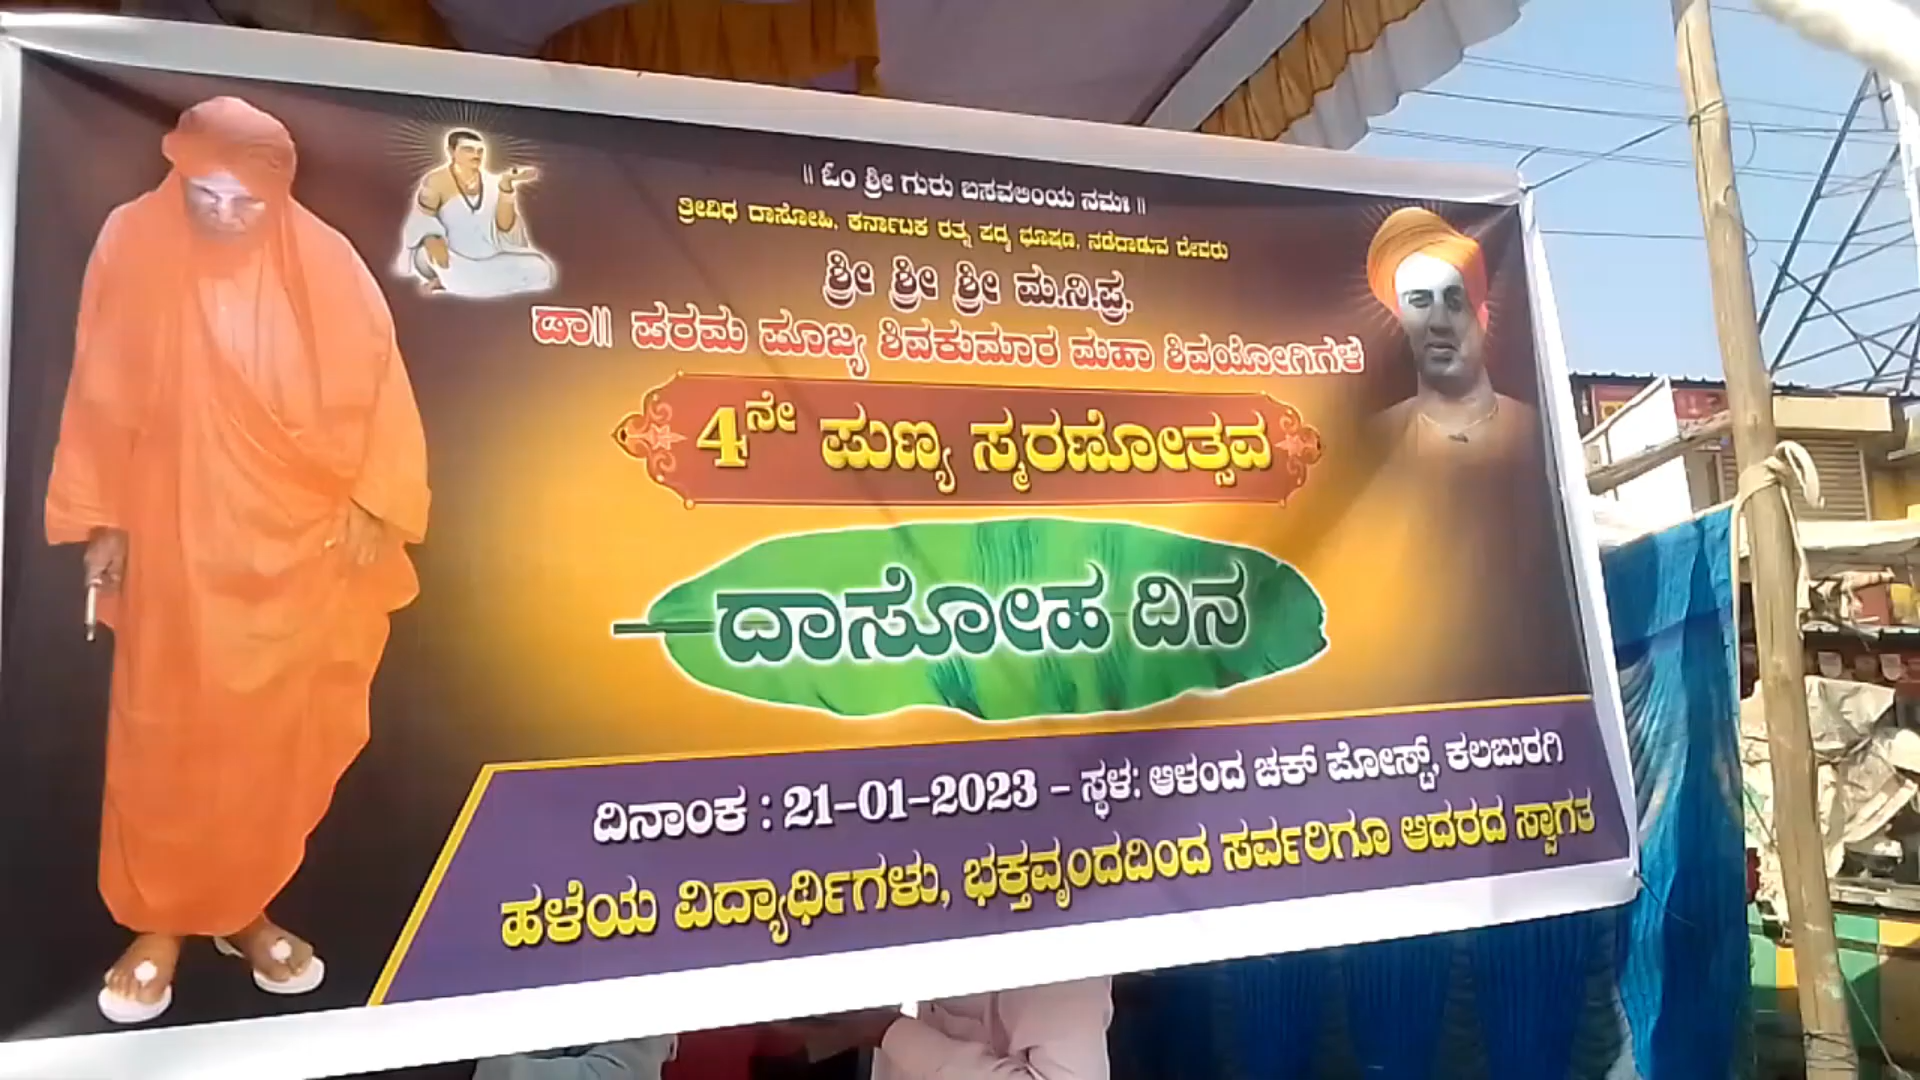 ॥ ಓಂ ಶ್ರೀ ಗುರು ಬಸವಲಿಂಯ ನಮಃ ॥
ತ್ರೀವಿಧ ದಾಸೋಹಿ, ಕರ್ನಾಟಕ ರತ್ನ ಪದ್ಮ ಭೂಷಣ, ನಡೆದಾಡುವ ದೇವರು
ಶ್ರೀ ಶ್ರೀ ಶ್ರೀ ಮ.ನಿ.ಪ್ರ.
ಡಾ॥ ಪರಮ ಪೂಜ್ಯ ಶಿವಕುಮಾರ ಮಹಾ ಶಿವಯೋಗಿಗಳ
4ನೇ ಪುಣ್ಯ ಸ್ಮರಣೋತ್ಸವ
ದಾಸೋಹ ದಿನ
ದಿನಾಂಕ : 21-01-2023 - ಸ್ಥಳ: ಆಳಂದ ಚಕ್ ಪೋಸ್ಟ್, ಕಲಬುರಗಿ
ಹಳೆಯ ವಿದ್ಯಾರ್ಥಿಗಳು, ಭಕ್ತವೃಂದದಿಂದ ಸರ್ವರಿಗೂ ಆದರದ ಸ್ವಾಗತ